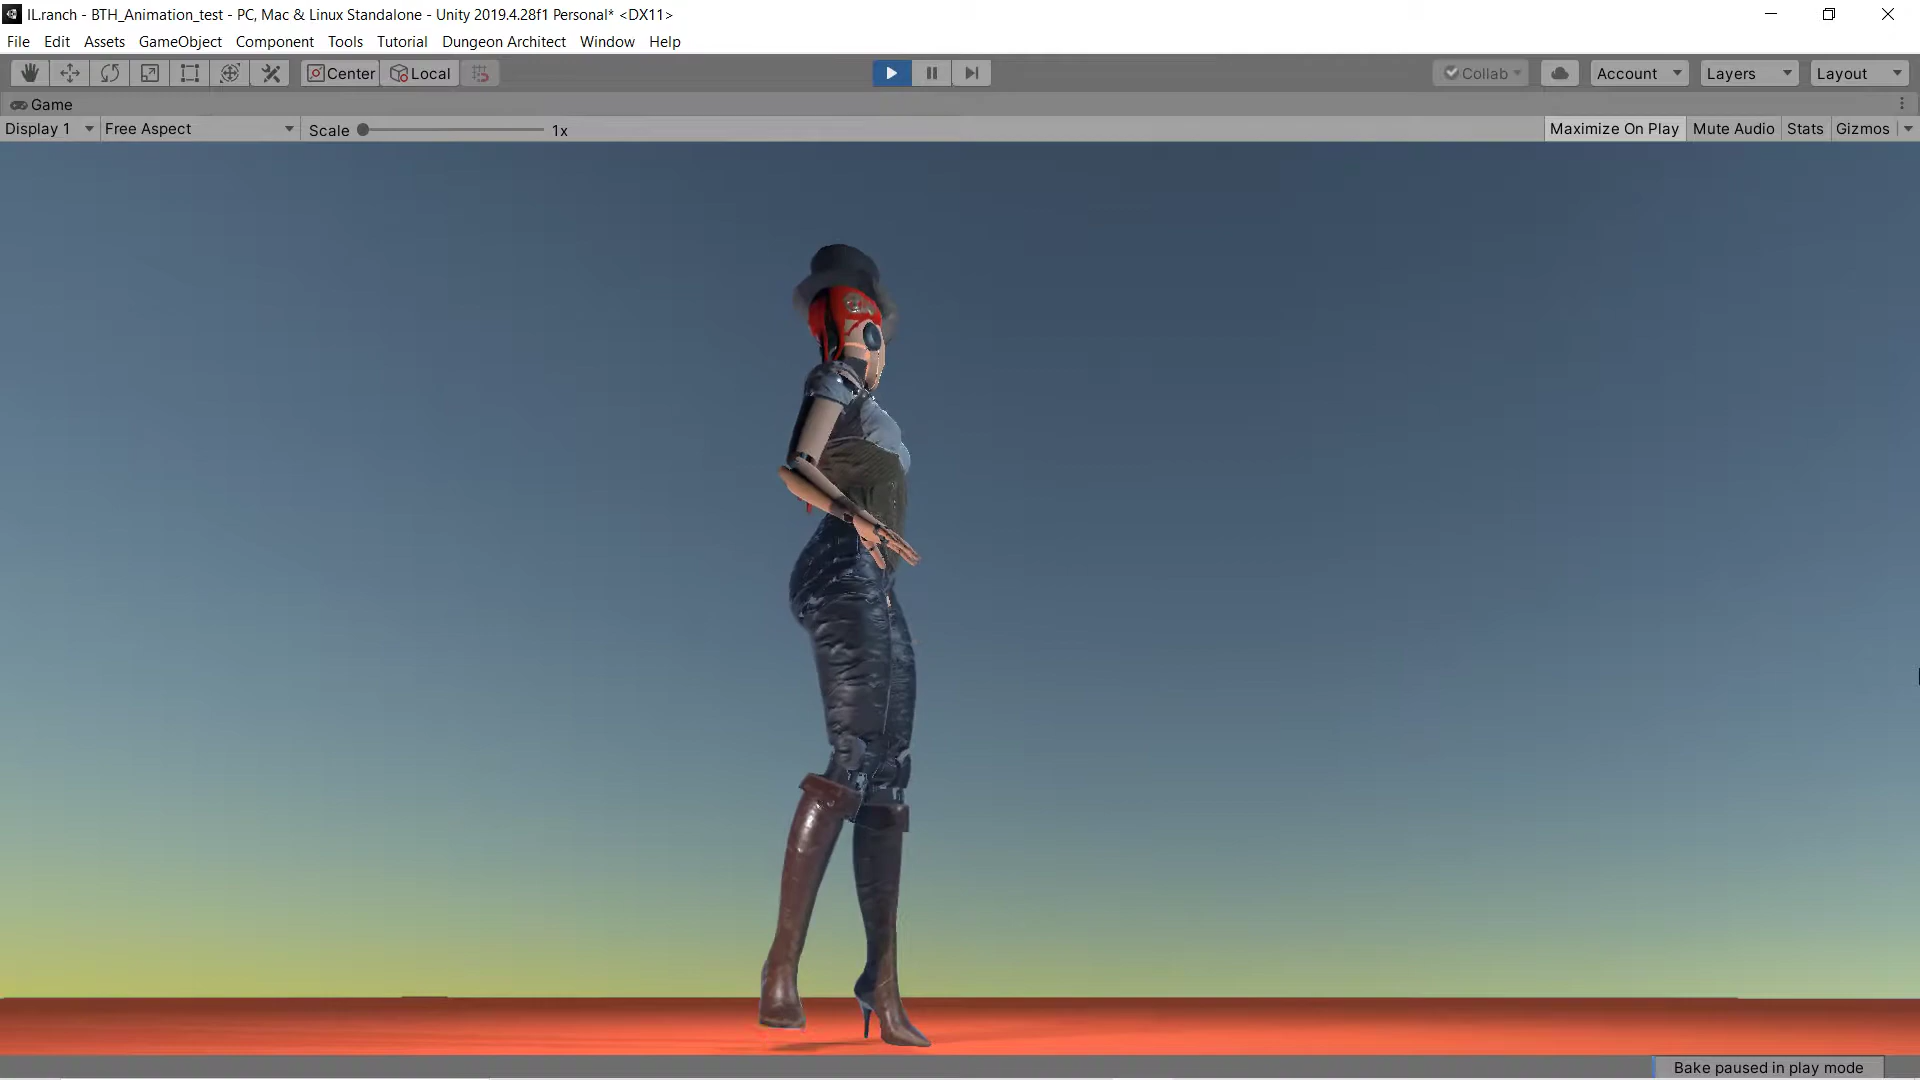 IL.ranch - BTH_Animation_test - PC, Mac & Linux Standalone - Unity 2019.4.28f1 Personal* <DX11>
File Edit Assets GameObject Component Tools Tutorial Dungeon Architect Window Help
Center Local Collab Account Layers Layout
Game
Display 1 Free Aspect Scale 1x Maximize On Play Mute Audio Stats Gizmos
Bake paused in play mode